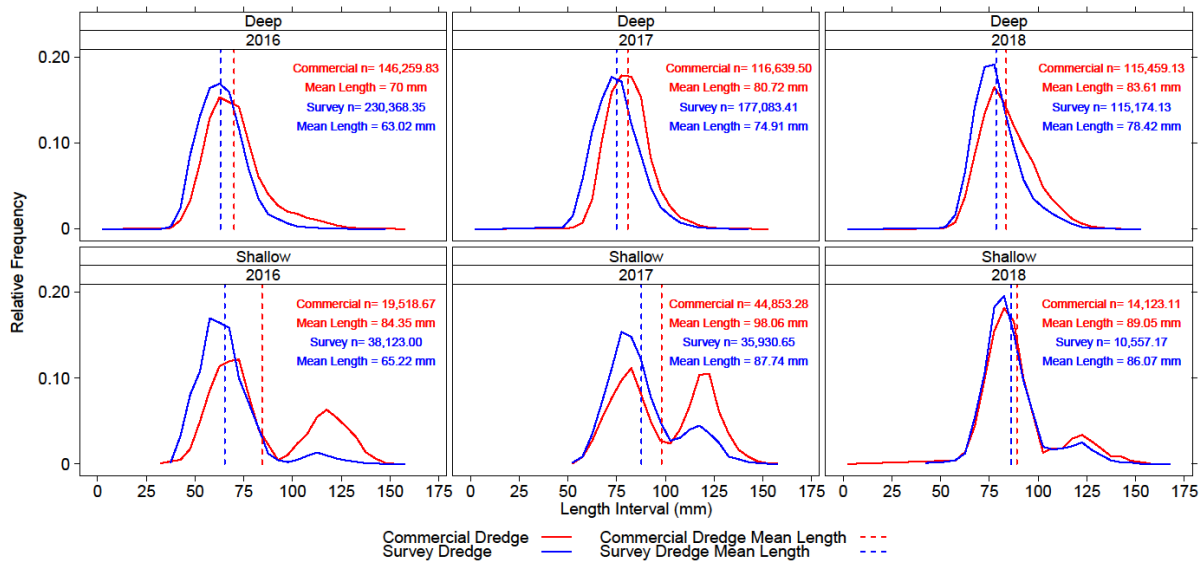 Deep
2016
Commercial n= 146,259.83
Mean Length = 70 mm
Survey n= 230,368.35
Mean Length = 63.02 mm
Deep
2017
Commercial n= 116,639.50
Mean Length = 80.72 mm
Survey n= 177,083.41
Mean Length = 74.91 mm
Deep
2018
Commercial n= 115,459.13
Mean Length = 83.61 mm
Survey n= 115,174.13
Mean Length = 78.42 mm
0.20
0.10
0
Shallow
2016
Commercial n= 19,518.67
Mean Length = 84.35 mm
Survey n= 38,123.00
Mean Length = 65.22 mm
Shallow
2017
Commercial n= 44,853.28
Mean Length = 98.06 mm
Survey n= 35,930.65
Mean Length = 87.74 mm
Shallow
2018
Commercial n= 14,123.11
Mean Length = 89.05 mm
Survey n= 10,557.17
Mean Length = 86.07 mm
0.20
0.10
0
Relative Frequency
0 25 50 75 100 125 150 175
0 25 50 75 100 125 150 175
0 25 50 75 100 125 150 175
Length Interval (mm)
Commercial Dredge Commercial Dredge Mean Length
Survey Dredge Survey Dredge Mean Length